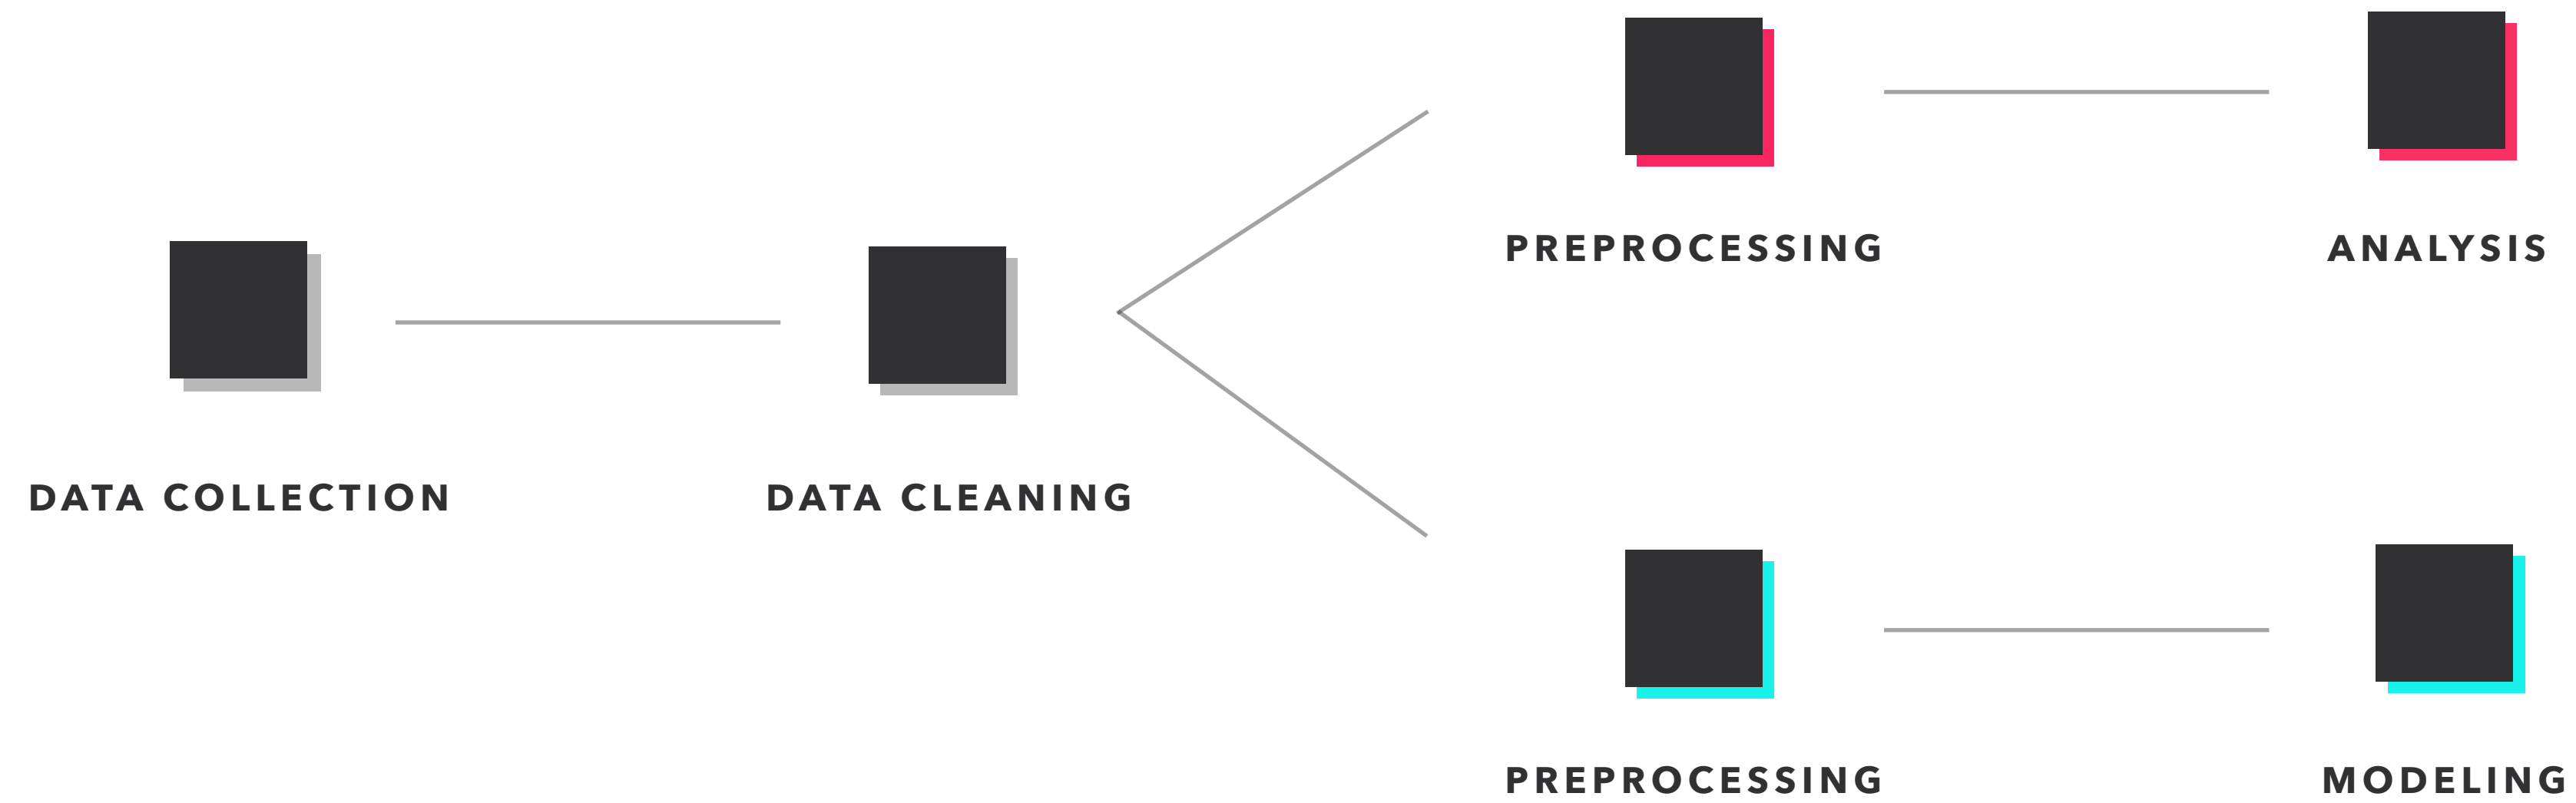 PREPROCESSING
ANALYSIS
DATA COLLECTION
DATA CLEANING
PREPROCESSING
MODELING